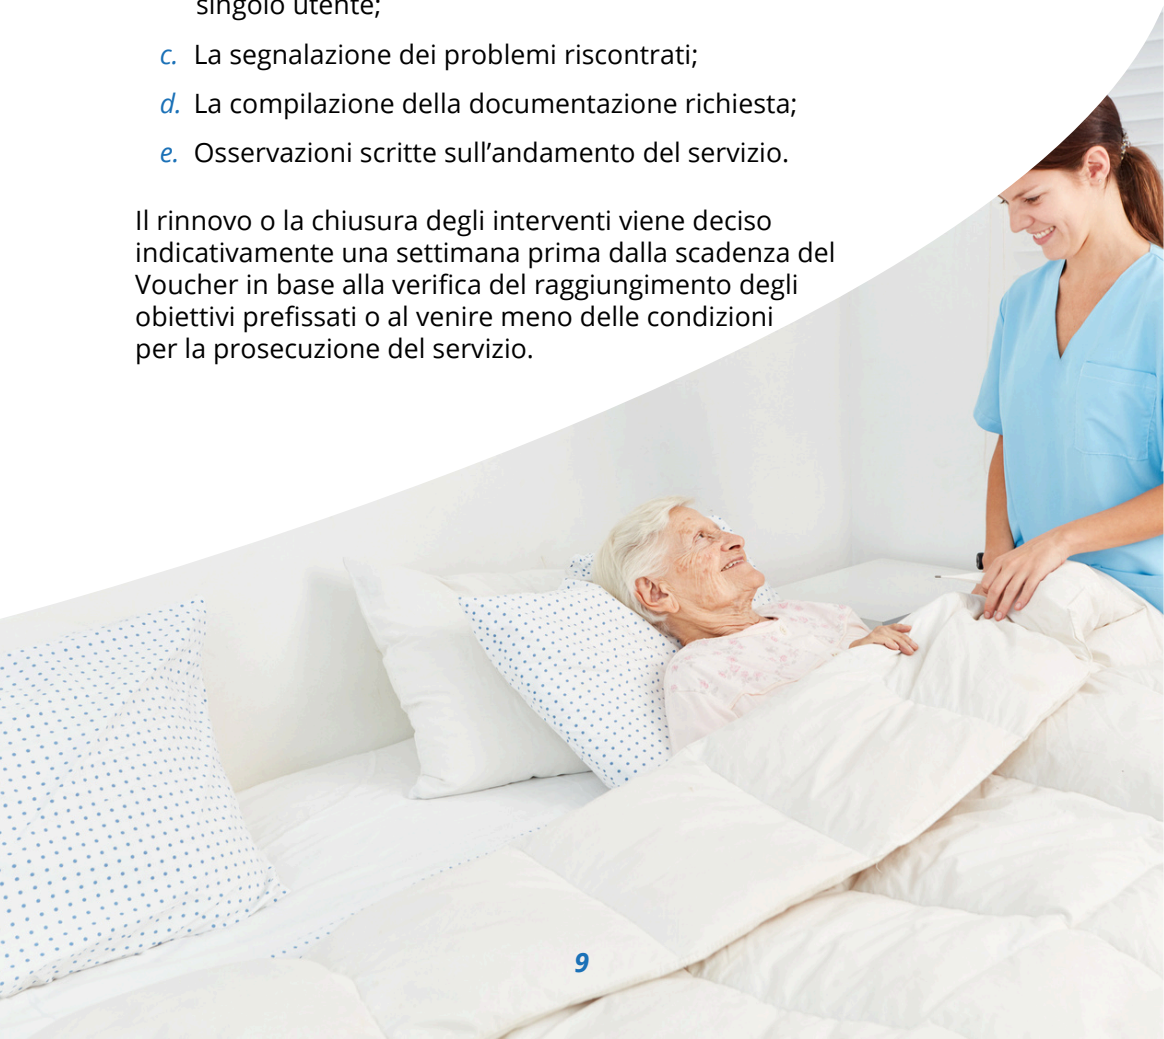 singolo utente;
c. La segnalazione dei problemi riscontrati;
d. La compilazione della documentazione richiesta;
e. Osservazioni scritte sull’andamento del servizio.
Il rinnovo o la chiusura degli interventi viene deciso
indicativamente una settimana prima dalla scadenza del
Voucher in base alla verifica del raggiungimento degli
obiettivi prefissati o al venire meno delle condizioni
per la prosecuzione del servizio.
9